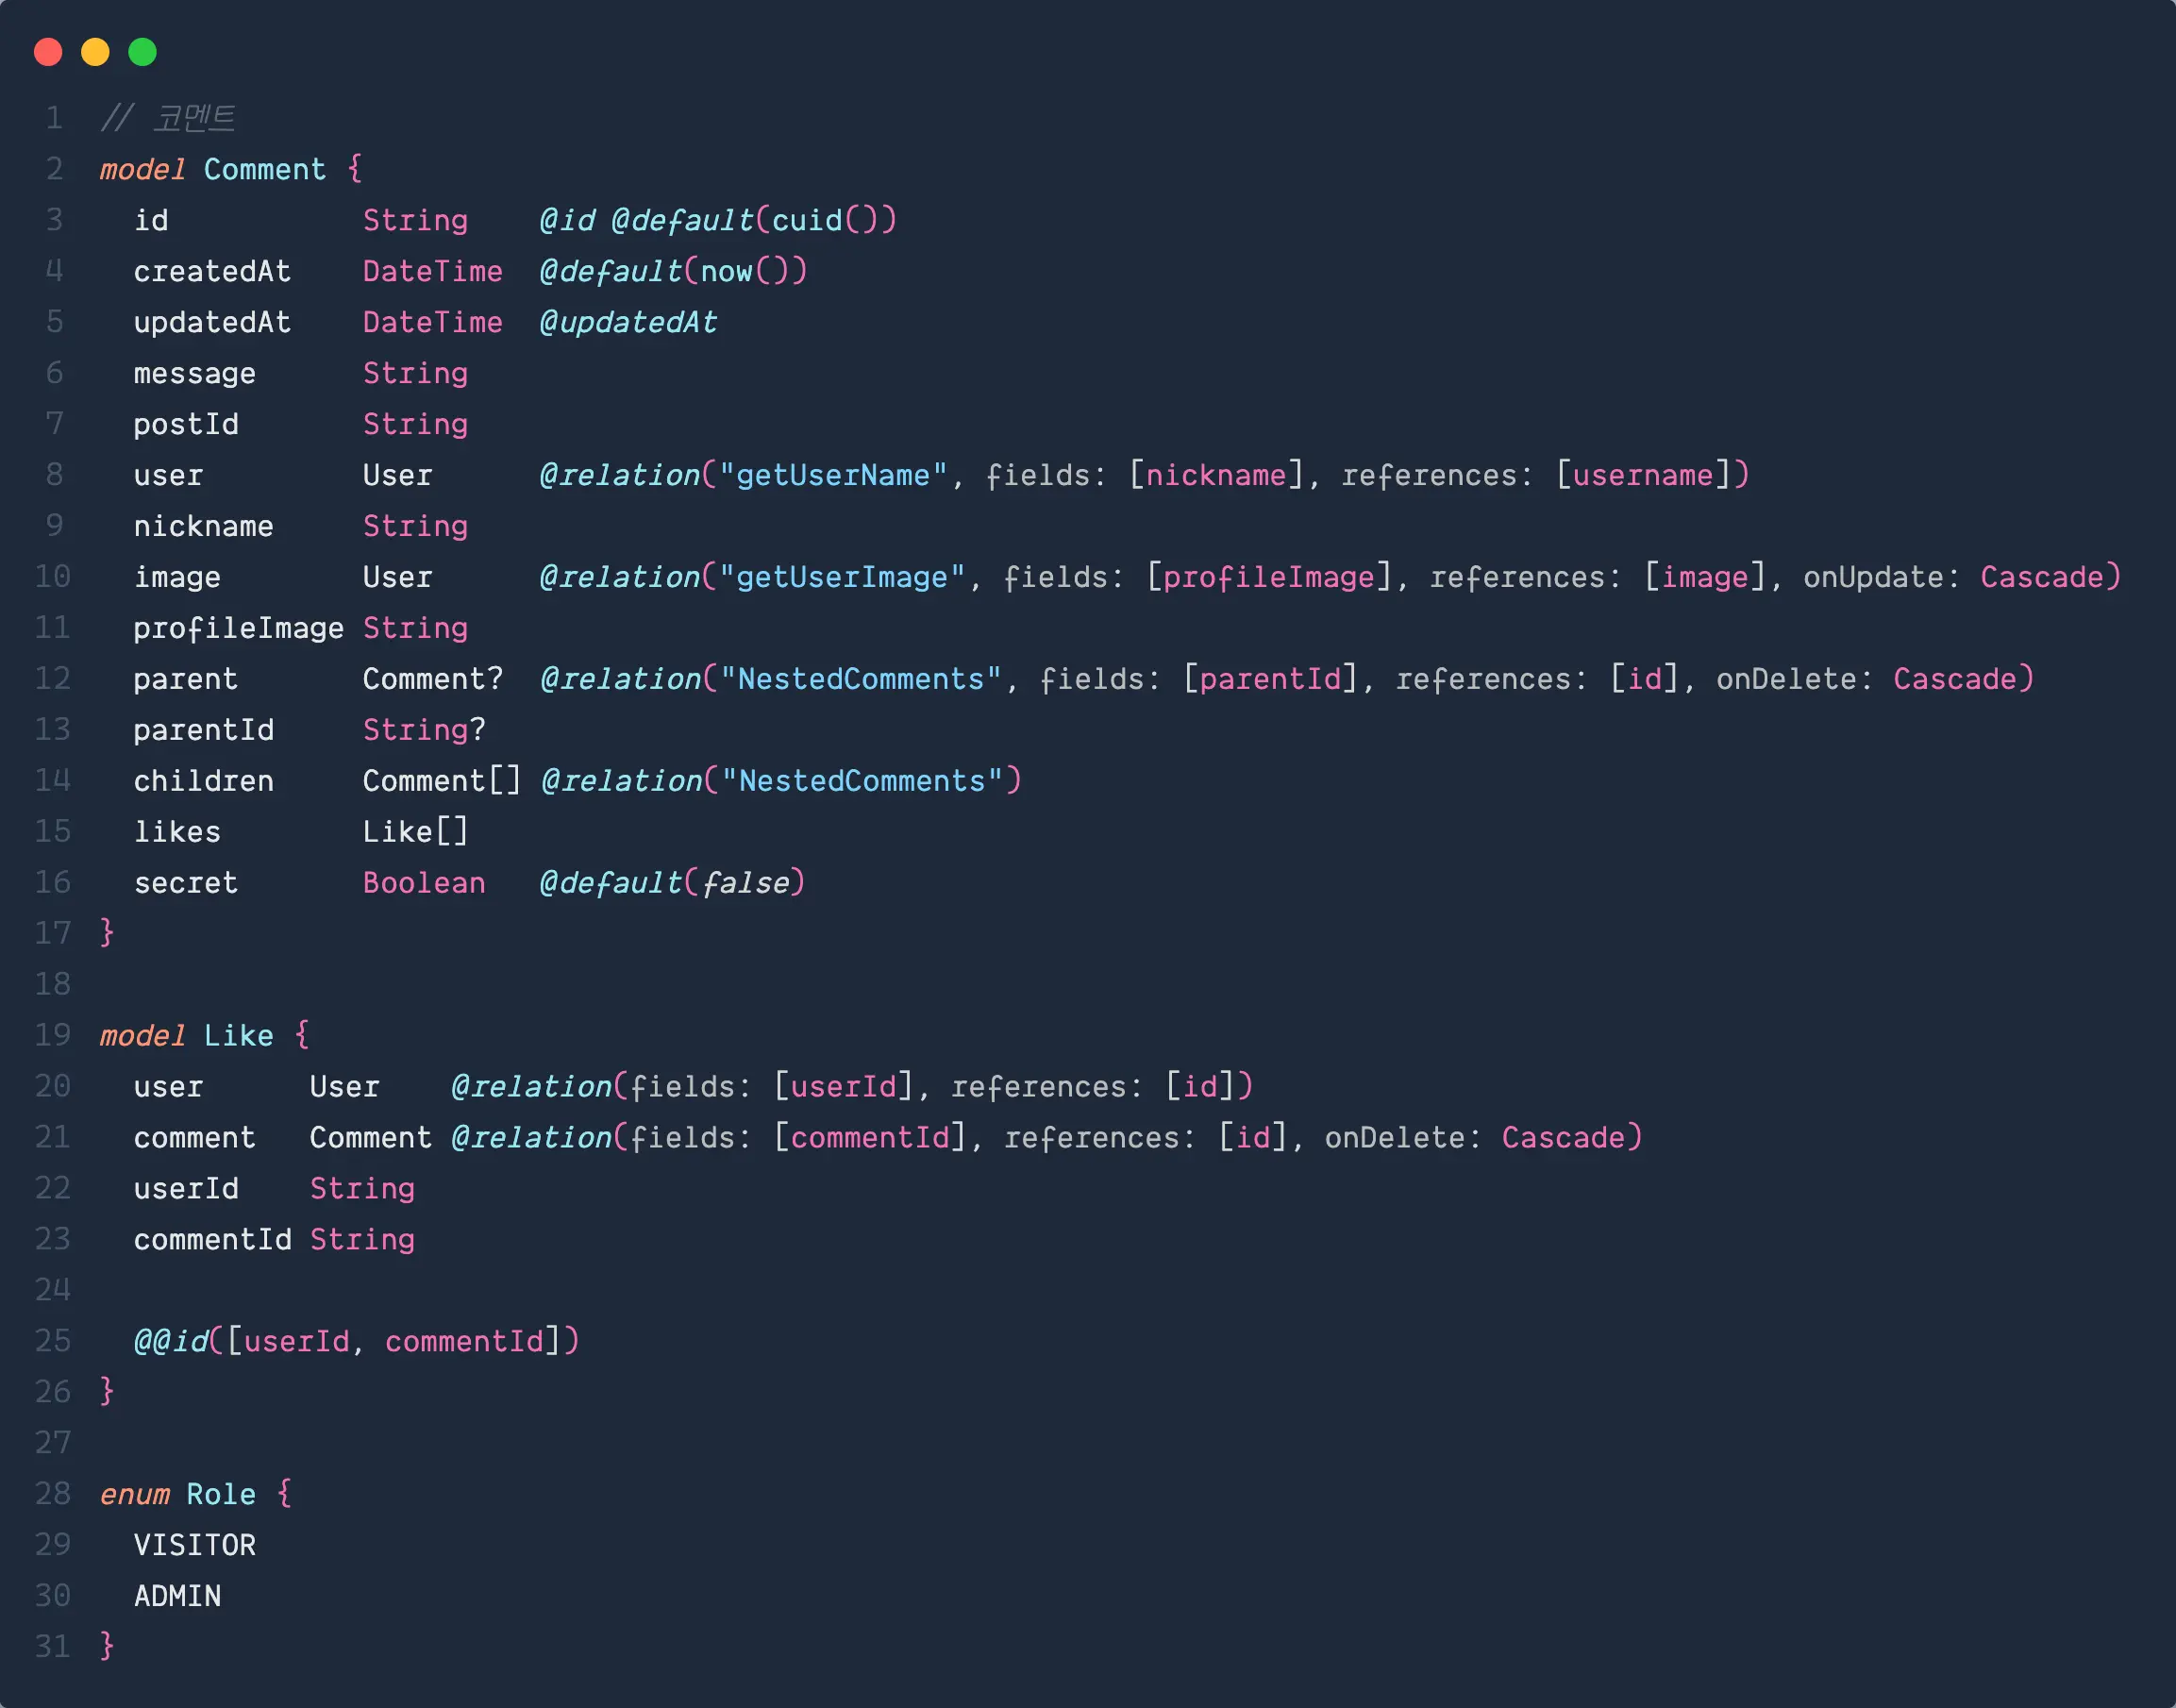 1 // 코멘트
2 model Comment {
3   id           String    @id @default(cuid())
4   createdAt    DateTime  @default(now())
5   updatedAt    DateTime  @updatedAt
6   message      String
7   postId       String
8   user         User      @relation("getUserName", fields: [nickname], references: [username])
9   nickname     String
10   image        User      @relation("getUserImage", fields: [profileImage], references: [image], onUpdate: Cascade)
11   profileImage String
12   parent       Comment?  @relation("NestedComments", fields: [parentId], references: [id], onDelete: Cascade)
13   parentId     String?
14   children     Comment[] @relation("NestedComments")
15   likes        Like[]
16   secret       Boolean   @default(false)
17 }
18
19 model Like {
20   user      User    @relation(fields: [userId], references: [id])
21   comment   Comment @relation(fields: [commentId], references: [id], onDelete: Cascade)
22   userId    String
23   commentId String
24
25   @@id([userId, commentId])
26 }
27
28 enum Role {
29   VISITOR
30   ADMIN
31 }